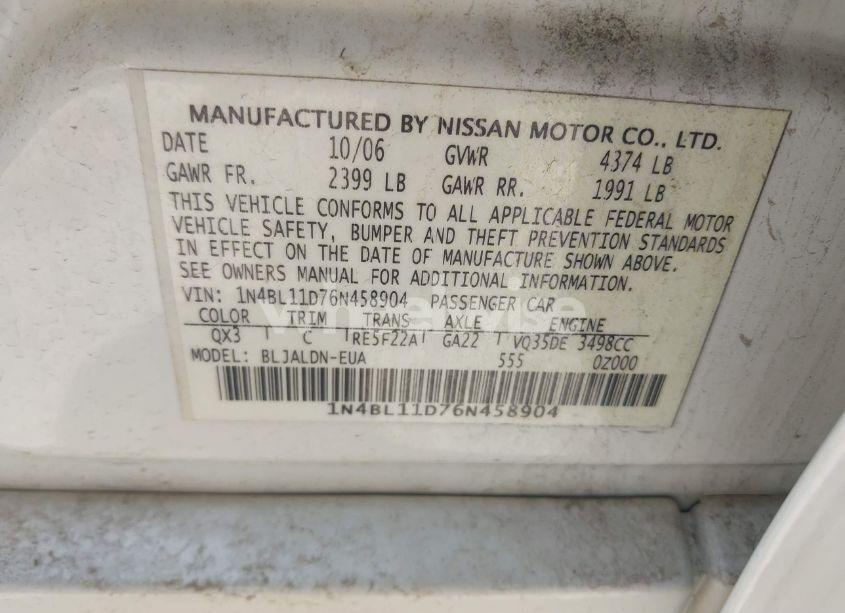 MANUFACTURED BY NISSAN MOTOR CO., LTD.
DATE 10/06 GVWR 4374 LB
GAWR FR. 2399 LB GAWR RR. 1991 LB
THIS VEHICLE CONFORMS TO ALL APPLICABLE FEDERAL MOTOR
VEHICLE SAFETY, BUMPER AND THEFT PREVENTION STANDARDS
IN EFFECT ON THE DATE OF MANUFACTURE SHOWN ABOVE.
SEE OWNERS MANUAL FOR ADDITIONAL INFORMATION.
VIN: 1N4BL11D76N458904 PASSENGER CAR
COLOR TRIM TRANS AXLE ENGINE
QX3 C RE5F22A GA22 VQ35DE 3498CC
MODEL: BLJALDN-EUA 555 0Z000
1N4BL11D76N458904